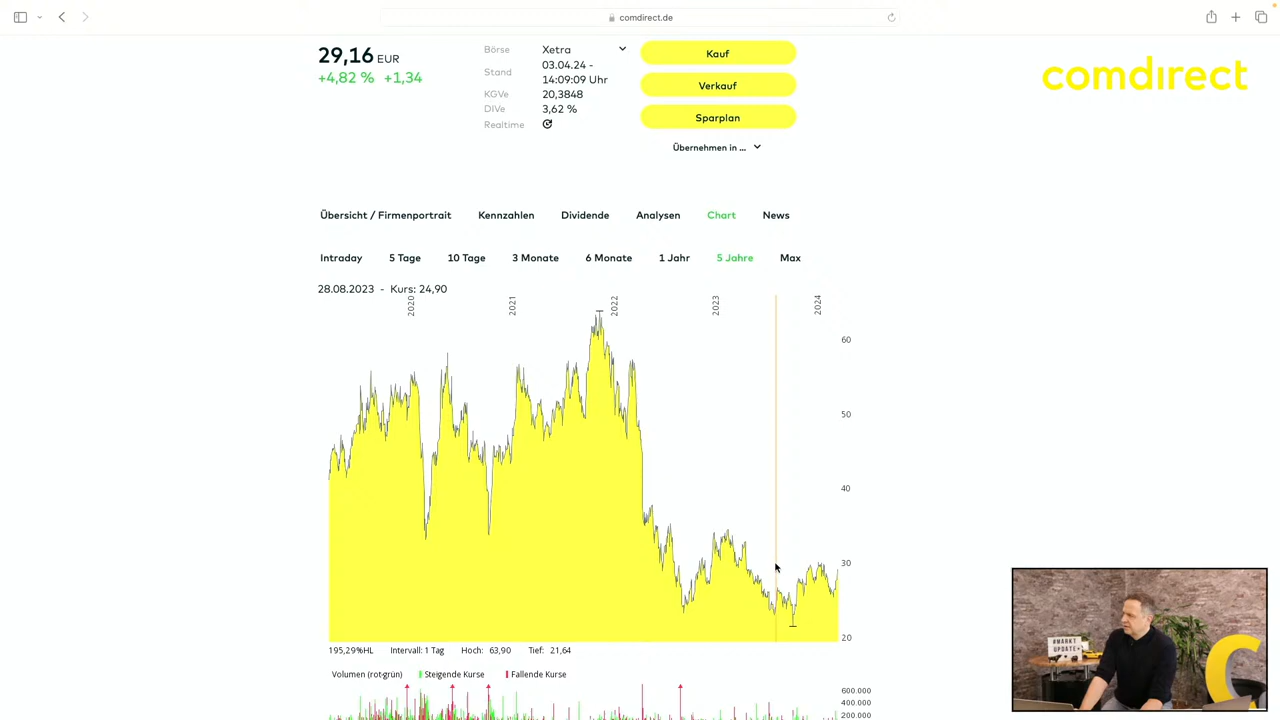 comdirect.de
29,16 EUR
+4,82 % +1,34
Börse Xetra
Stand 03.04.24 -
14:09:09 Uhr
KGVe 20,3848
DIVe 3,62 %
Realtime
Kauf
Verkauf
Sparplan
Übernehmen in ...
comdirect
Übersicht / Firmenportrait Kennzahlen Dividende Analysen Chart News
Intraday 5 Tage 10 Tage 3 Monate 6 Monate 1 Jahr 5 Jahre Max
28.08.2023 - Kurs: 24,90
2020 2021 2022 2023 2024
60
50
40
30
20
195,29%HL Intervall: 1 Tag Hoch: 63,90 Tief: 21,64
Volumen (rot-grün) Steigende Kurse Fallende Kurse
600.000
400.000
200.000
#MARKT
UPDATE+